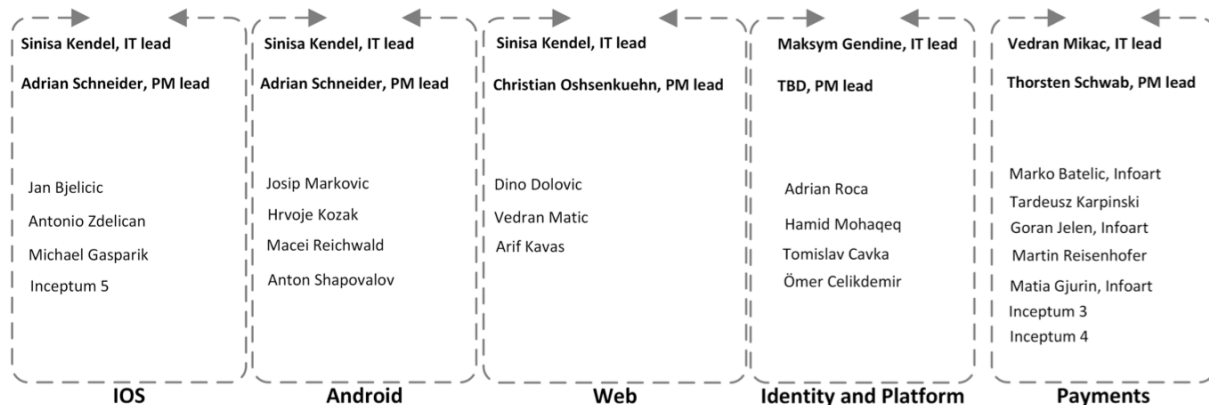 Sinisa Kendel, IT lead
Adrian Schneider, PM lead
Jan Bjelicic
Antonio Zdelican
Michael Gasparik
Inceptum 5
IOS
Sinisa Kendel, IT lead
Adrian Schneider, PM lead
Josip Markovic
Hrvoje Kozak
Macei Reichwald
Anton Shapovalov
Android
Sinisa Kendel, IT lead
Christian Oshsenkuehn, PM lead
Dino Dolovic
Vedran Matic
Arif Kavas
Web
Maksym Gendine, IT lead
TBD, PM lead
Adrian Roca
Hamid Mohaqeq
Tomislav Cavka
Ömer Celikdemir
Identity and Platform
Vedran Mikac, IT lead
Thorsten Schwab, PM lead
Marko Batelic, Infoart
Tardeusz Karpinski
Goran Jelen, Infoart
Martin Reisenhofer
Matia Gjurin, Infoart
Inceptum 3
Inceptum 4
Payments